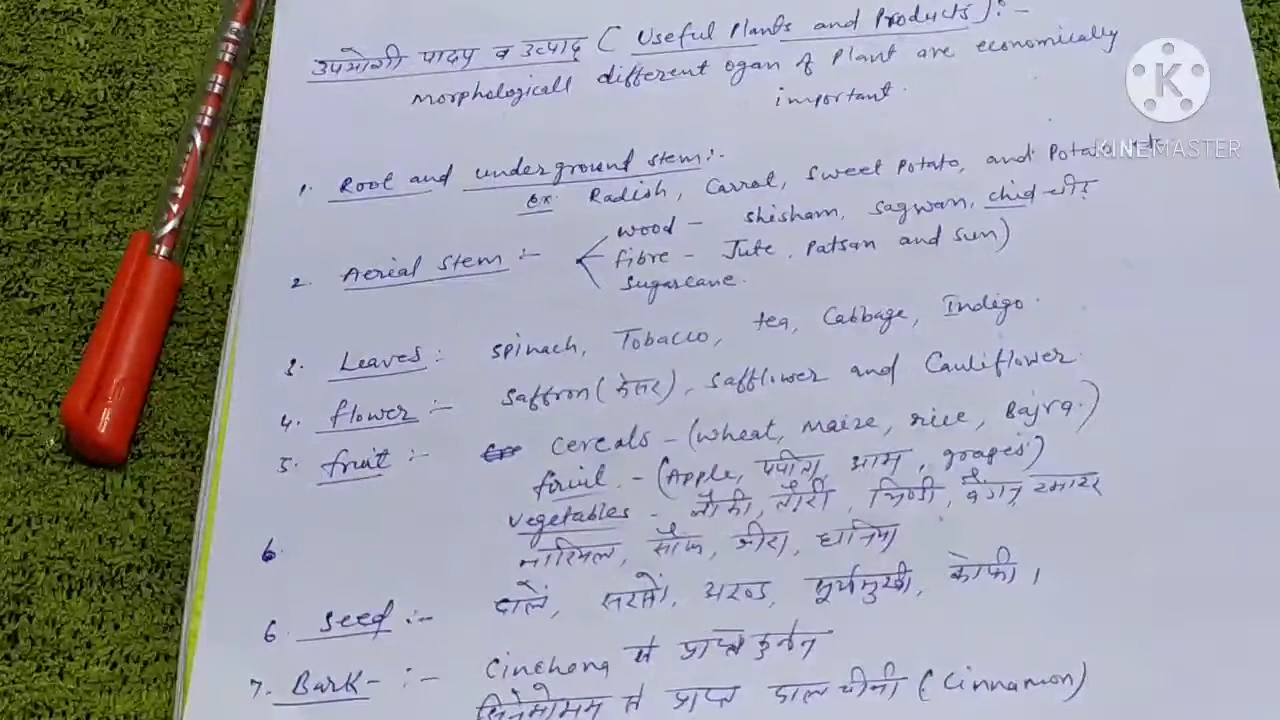 उपयोगी पादप व उत्पाद ( Useful Plants and Products ) :-
morphologicall different ogan of Plant are economically
important.
K
KINEMASTER
1. Root and underground stem :-
ex. Radish, Carrot, Sweet Potato, and Potato etc
2. Aerial Stem :-
wood - shisham, sagwan, chid चीड़
fibre - Jute, Patsan and Sun)
Sugarcane.
3. Leaves : Spinach, Tobacco, tea, Cabbage, Indigo.
4. flower :- Saffron (केसर), Safflower and Cauliflower.
5. fruit :- Cereals - (wheat, maize, rice, Bajra.)
fruit - (Apple, पपीता, आम, grapes)
vegetables - लौकी, तौरी, भिण्डी, बैंगन, टमाटर
6. नारियल, सौंफ, जीरा, धनिया
6. Seed :- दालें, सरसों, अरण्ड, सूर्यमुखी, कोफी।
7. Bark - :- Cinchona से प्राप्त कुनैन
सिनेमोमम से प्राप्त दालचीनी (Cinnamon)